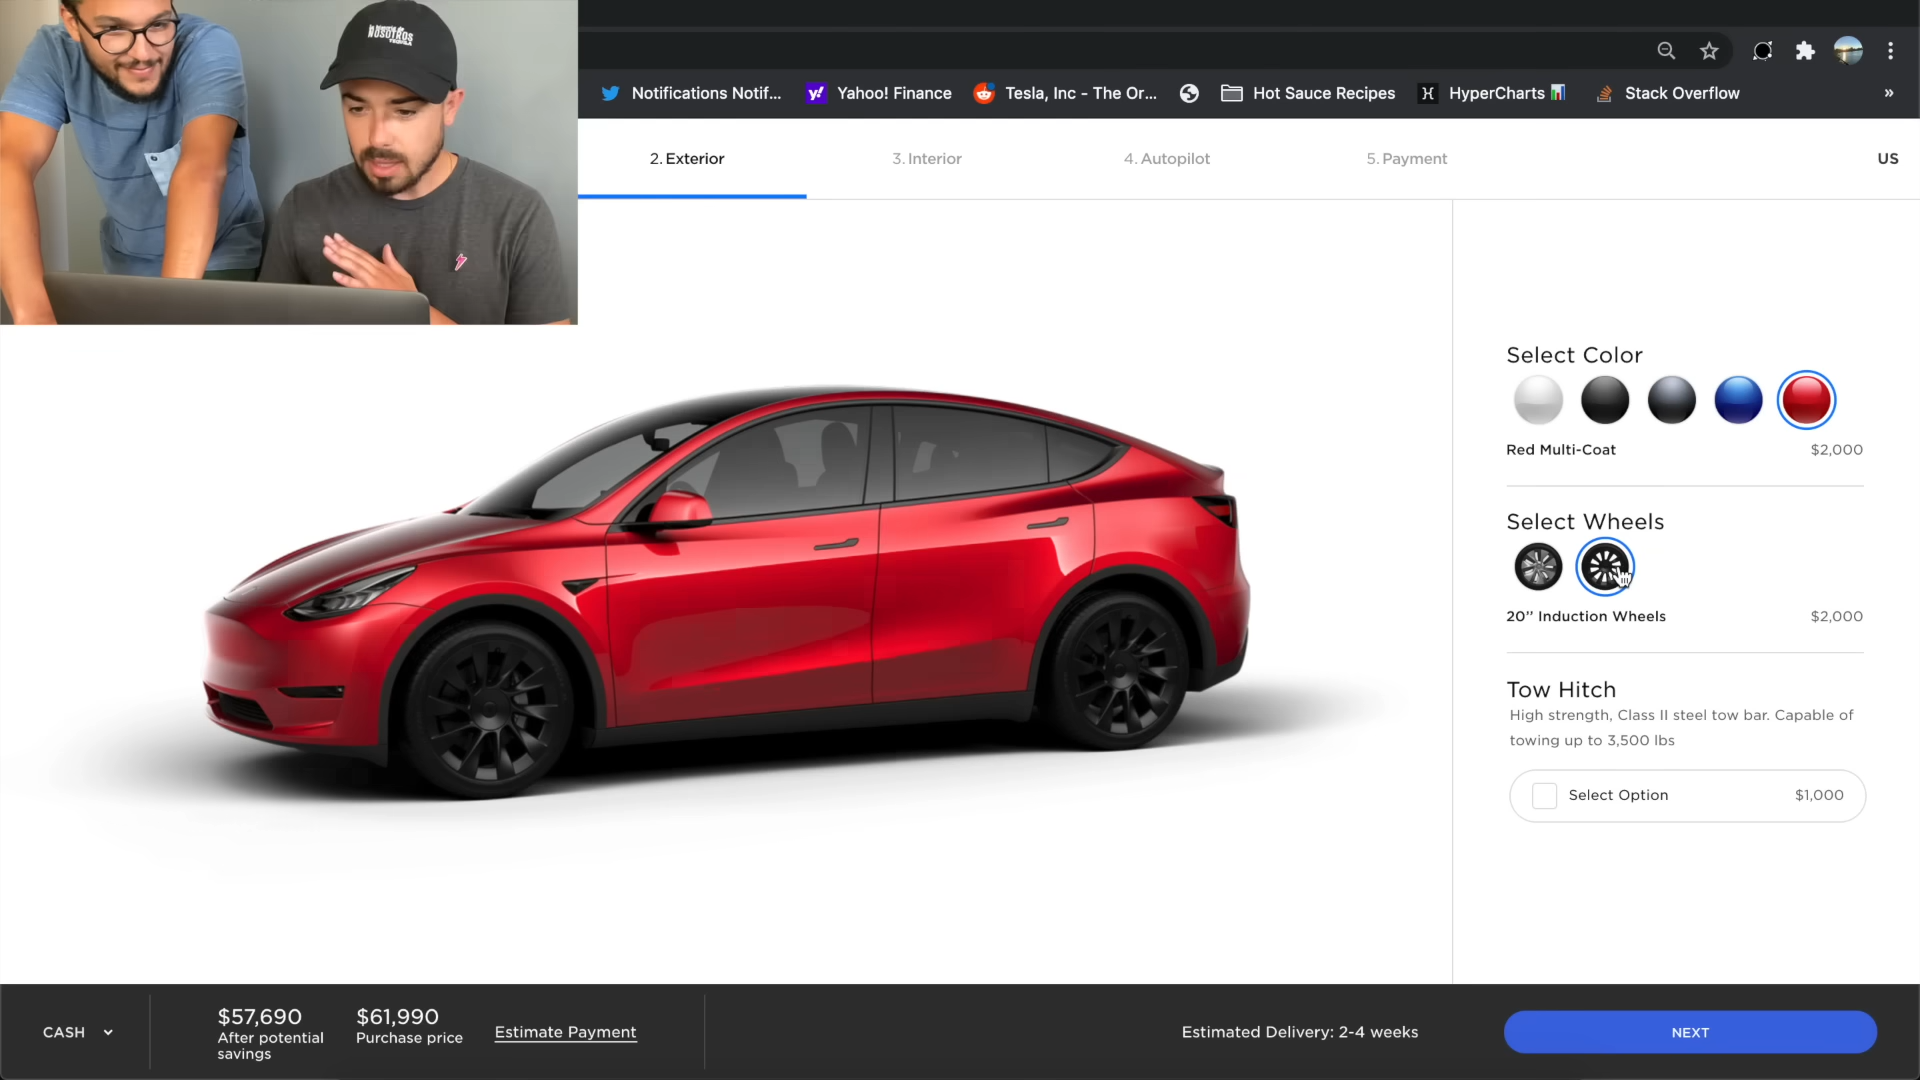 NOSOTROS
TEQUILA
Notifications Notif...
Yahoo! Finance
Tesla, Inc - The Or...
Hot Sauce Recipes
HyperCharts
Stack Overflow
»
2. Exterior
3. Interior
4. Autopilot
5. Payment
US
Select Color
Red Multi-Coat
$2,000
Select Wheels
20’’ Induction Wheels
$2,000
Tow Hitch
High strength, Class II steel tow bar. Capable of
towing up to 3,500 lbs
Select Option
$1,000
CASH
$57,690
After potential
savings
$61,990
Purchase price
Estimate Payment
Estimated Delivery: 2-4 weeks
NEXT